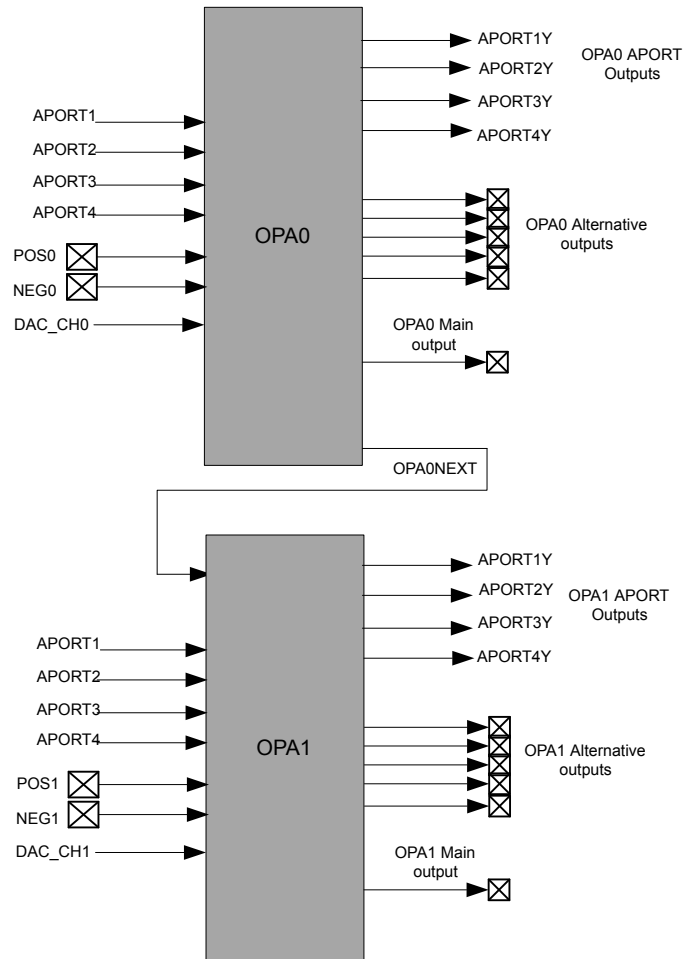 APORT1Y
APORT2Y
APORT3Y
APORT4Y
OPA0 APORT
Outputs
APORT1
APORT2
APORT3
APORT4
POS0
NEG0
DAC_CH0
OPA0
OPA0 Alternative
outputs
OPA0 Main
output
OPA0NEXT
APORT1Y
APORT2Y
APORT3Y
APORT4Y
OPA1 APORT
Outputs
APORT1
APORT2
APORT3
APORT4
POS1
NEG1
DAC_CH1
OPA1
OPA1 Alternative
outputs
OPA1 Main
output